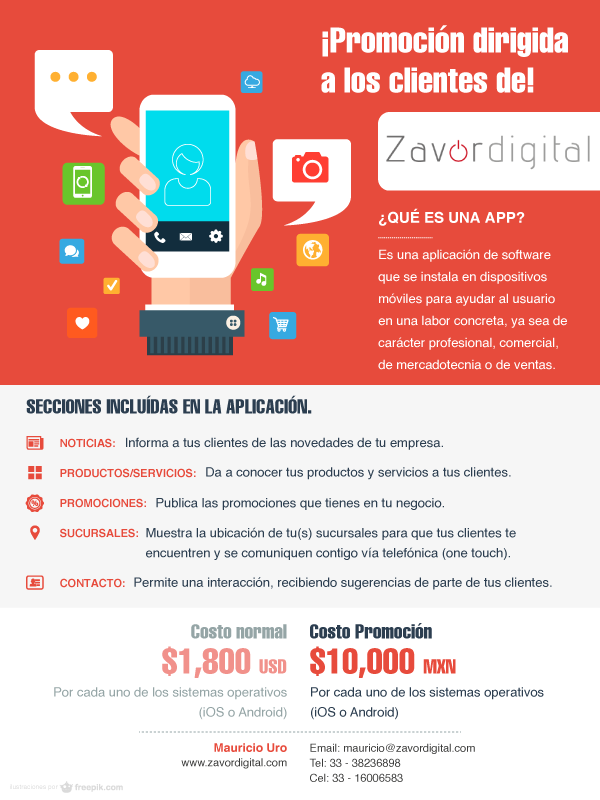 ¡Promoción dirigida
a los clientes de!
Zavordigital
¿QUÉ ES UNA APP?
Es una aplicación de software
que se instala en dispositivos
móviles para ayudar al usuario
en una labor concreta, ya sea de
carácter profesional, comercial,
de mercadotecnia o de ventas.
SECCIONES INCLUÍDAS EN LA APLICACIÓN.
NOTICIAS: Informa a tus clientes de las novedades de tu empresa.
PRODUCTOS/SERVICIOS: Da a conocer tus productos y servicios a tus clientes.
PROMOCIONES: Publica las promociones que tienes en tu negocio.
SUCURSALES: Muestra la ubicación de tu(s) sucursales para que tus clientes te
encuentren y se comuniquen contigo vía telefónica (one touch).
CONTACTO: Permite una interacción, recibiendo sugerencias de parte de tus clientes.
Costo normal
$1,800 USD
Por cada uno de los sistemas operativos
(iOS o Android)
Costo Promoción
$10,000 MXN
Por cada uno de los sistemas operativos
(iOS o Android)
Mauricio Uro
www.zavordigital.com
Email: mauricio@zavordigital.com
Tel: 33 - 38236898
Cel: 33 - 16006583
Ilustraciones por freepik.com